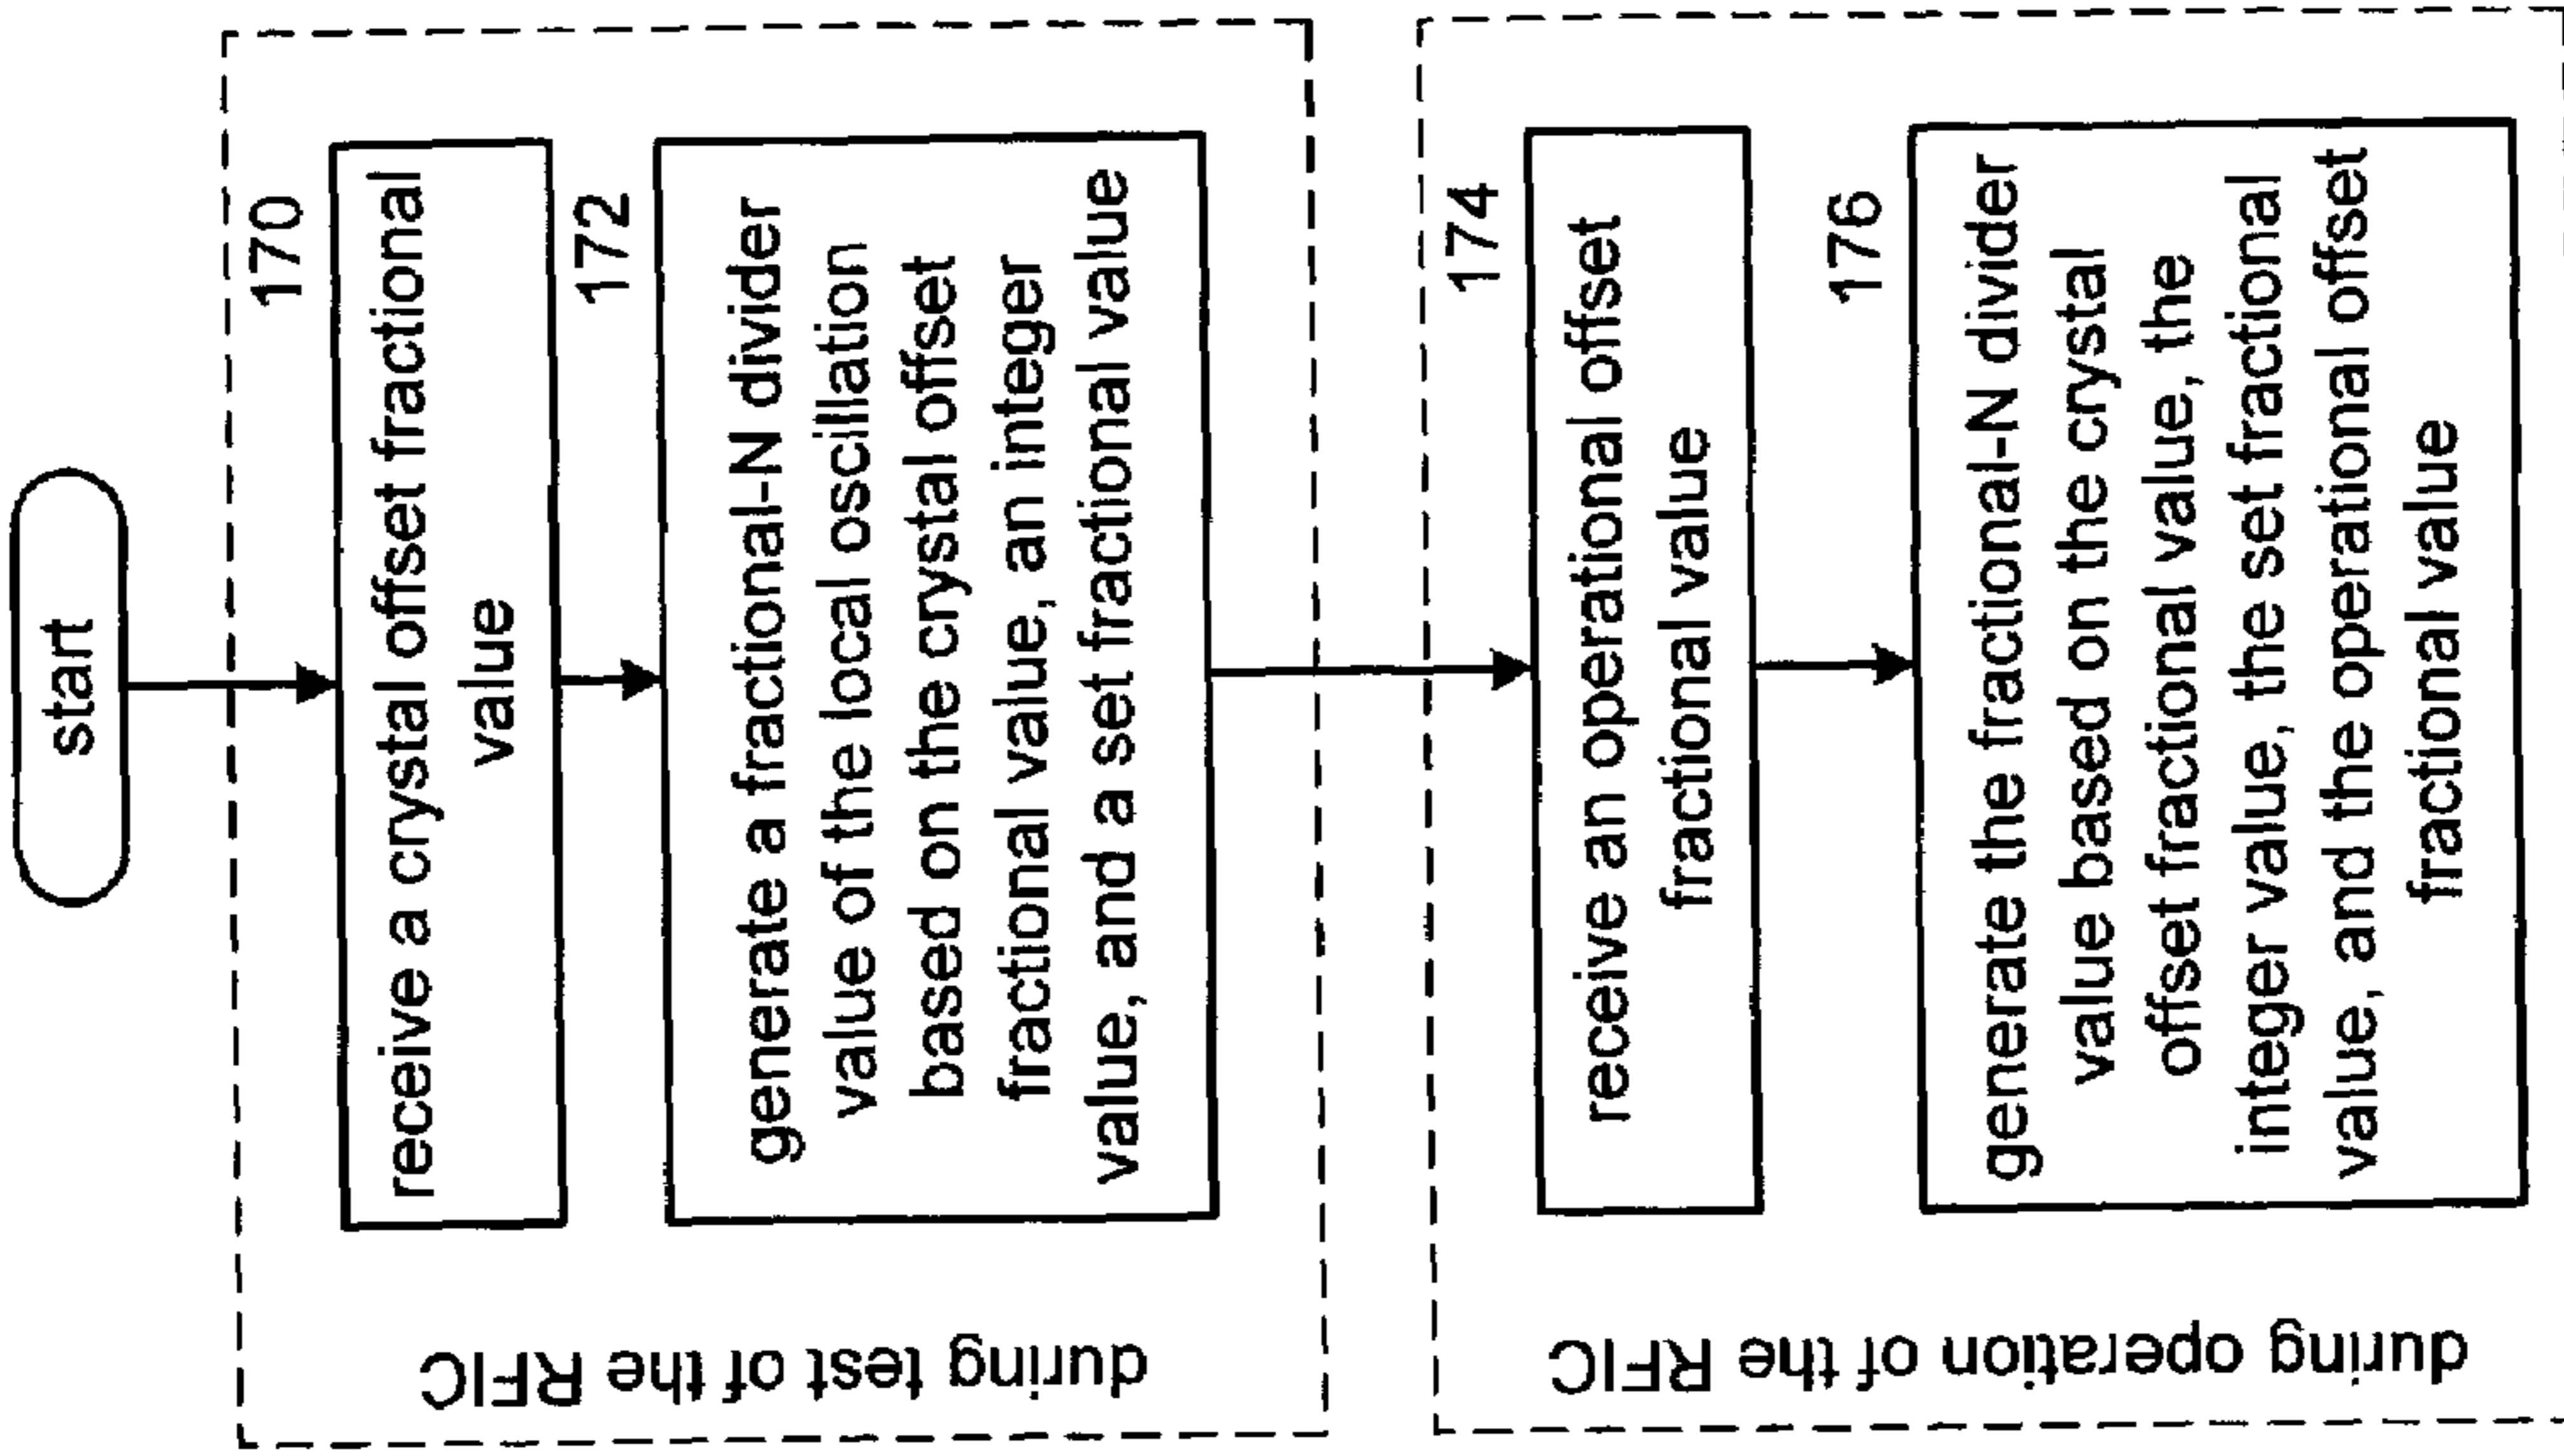 start
during test of the RFIC
170
receive a crystal offset fractional
value
172
generate a fractional-N divider
value of the local oscillation
based on the crystal offset
fractional value, an integer
value, and a set fractional value
during operation of the RFIC
174
receive an operational offset
fractional value
176
generate the fractional-N divider
value based on the crystal
offset fractional value, the
integer value, the set fractional
value, and the operational offset
fractional value